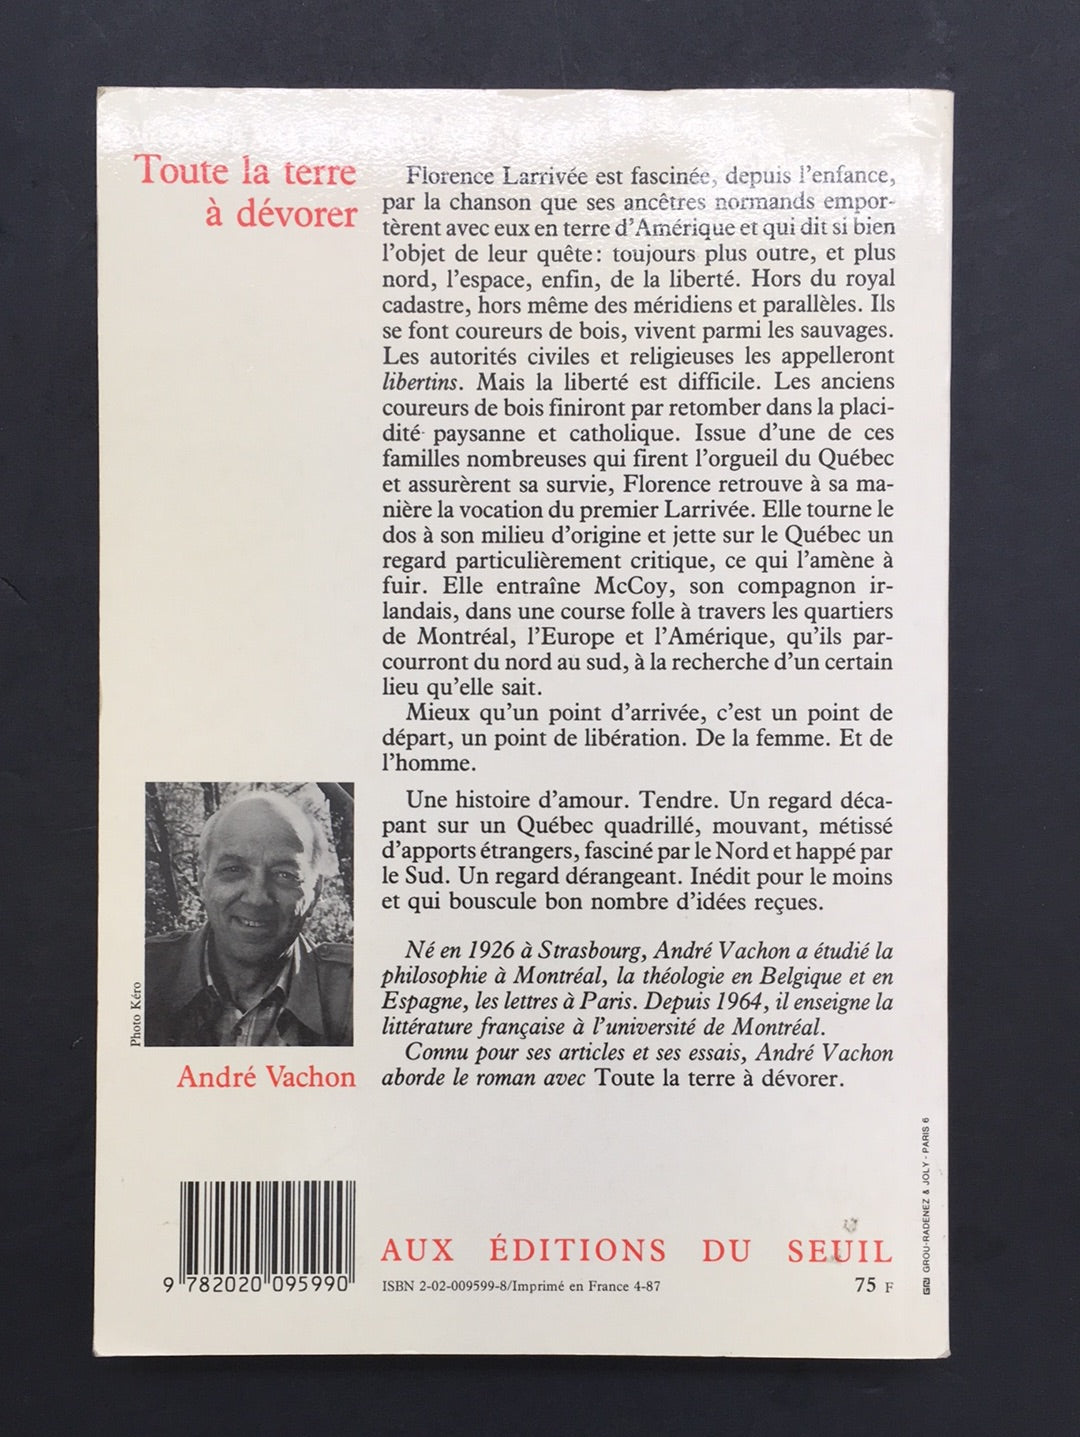 Toute la terre
à dévorer
Florence Larrivée est fascinée, depuis l'enfance,
par la chanson que ses ancêtres normands empor-
tèrent avec eux en terre d'Amérique et qui dit si bien
l'objet de leur quête : toujours plus outre, et plus
nord, l'espace, enfin, de la liberté. Hors du royal
cadastre, hors même des méridiens et parallèles. Ils
se font coureurs de bois, vivent parmi les sauvages.
Les autorités civiles et religieuses les appelleront
libertins. Mais la liberté est difficile. Les anciens
coureurs de bois finiront par retomber dans la placi-
dité paysanne et catholique. Issue d'une de ces
familles nombreuses qui firent l'orgueil du Québec
et assurèrent sa survie, Florence retrouve à sa ma-
nière la vocation du premier Larrivée. Elle tourne le
dos à son milieu d'origine et jette sur le Québec un
regard particulièrement critique, ce qui l'amène à
fuir. Elle entraîne McCoy, son compagnon ir-
landais, dans une course folle à travers les quartiers
de Montréal, l'Europe et l'Amérique, qu'ils par-
courront du nord au sud, à la recherche d'un certain
lieu qu'elle sait.
Mieux qu'un point d'arrivée, c'est un point de
départ, un point de libération. De la femme. Et de
l'homme.
Une histoire d'amour. Tendre. Un regard déca-
pant sur un Québec quadrillé, mouvant, métissé
d'apports étrangers, fasciné par le Nord et happé par
le Sud. Un regard dérangeant. Inédit pour le moins
et qui bouscule bon nombre d'idées reçues.
Né en 1926 à Strasbourg, André Vachon a étudié la
philosophie à Montréal, la théologie en Belgique et en
Espagne, les lettres à Paris. Depuis 1964, il enseigne la
littérature française à l'université de Montréal.
Connu pour ses articles et ses essais, André Vachon
aborde le roman avec Toute la terre à dévorer.
Photo Kéro
André Vachon
9 782020 095990
AUX ÉDITIONS DU SEUIL
ISBN 2-02-009599-8/Imprimé en France 4-87
75 F
GROU-RADENEZ & JOLY - PARIS 6